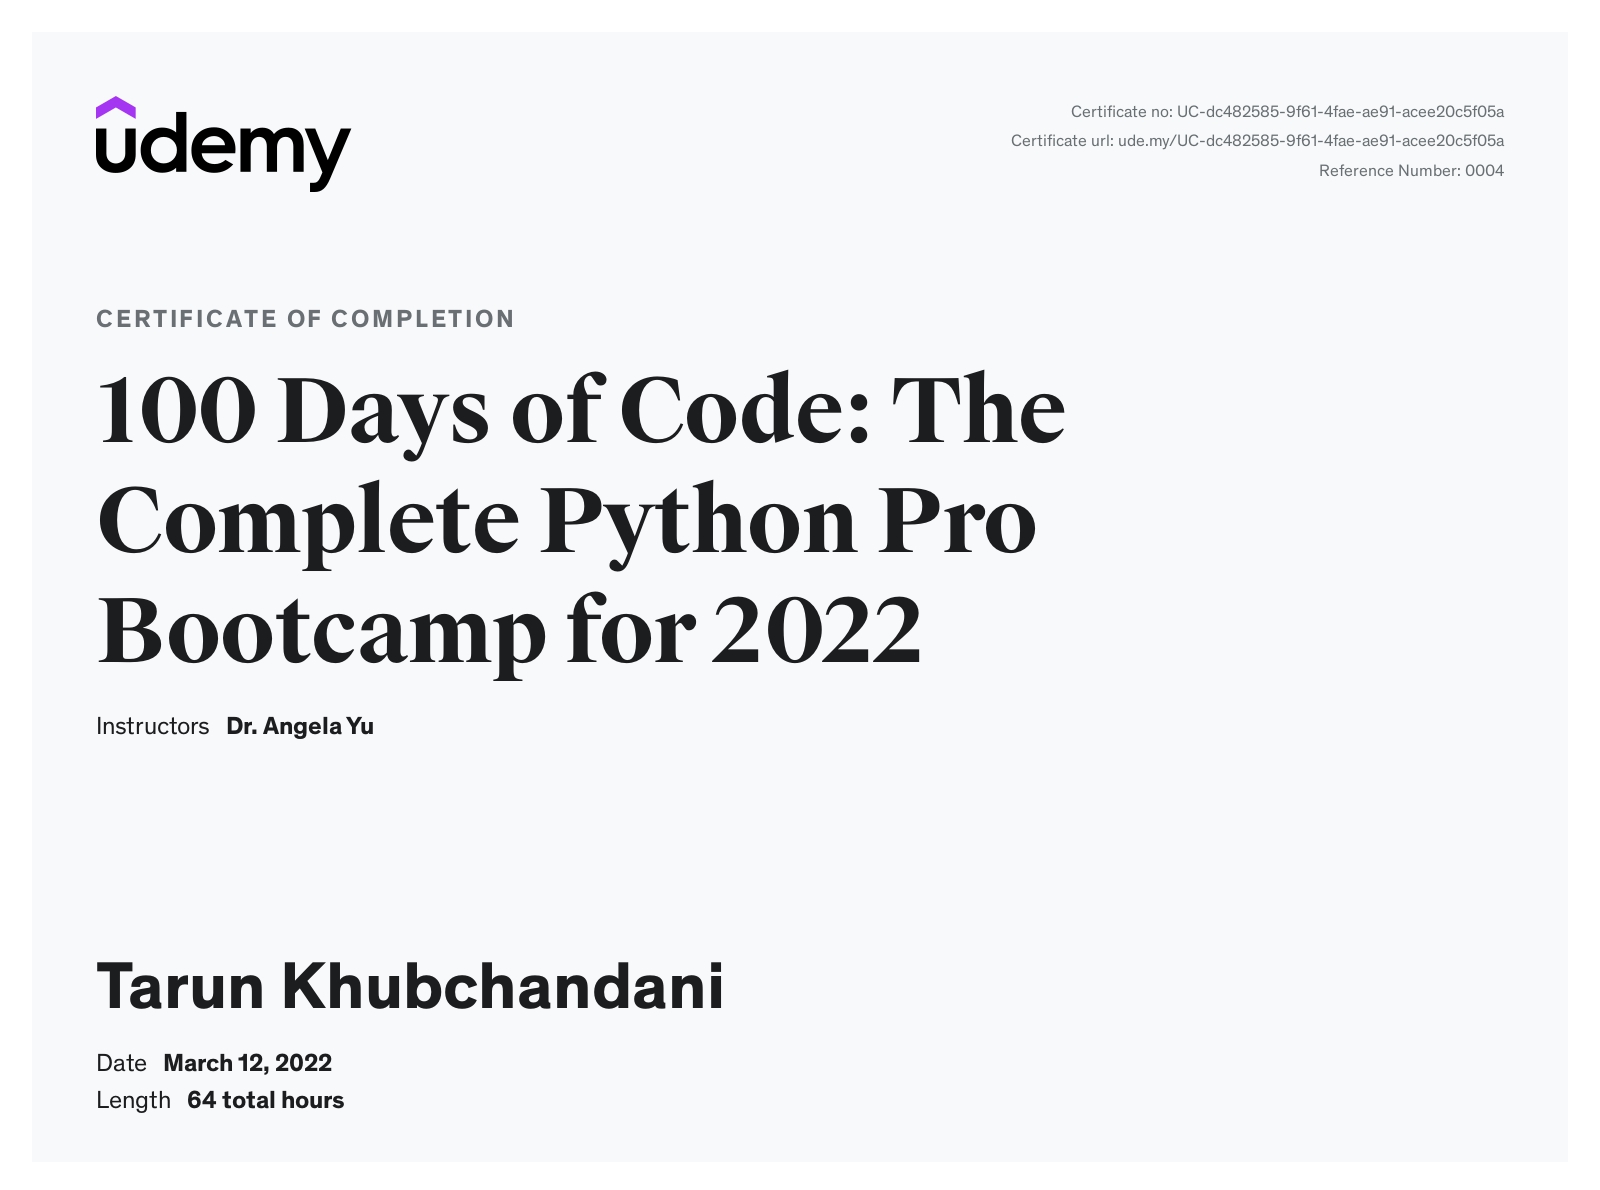 udemy
Certificate no: UC-dc482585-9f61-4fae-ae91-acee20c5f05a
Certificate url: ude.my/UC-dc482585-9f61-4fae-ae91-acee20c5f05a
Reference Number: 0004
CERTIFICATE OF COMPLETION
100 Days of Code: The
Complete Python Pro
Bootcamp for 2022
Instructors Dr. Angela Yu
Tarun Khubchandani
Date March 12, 2022
Length 64 total hours